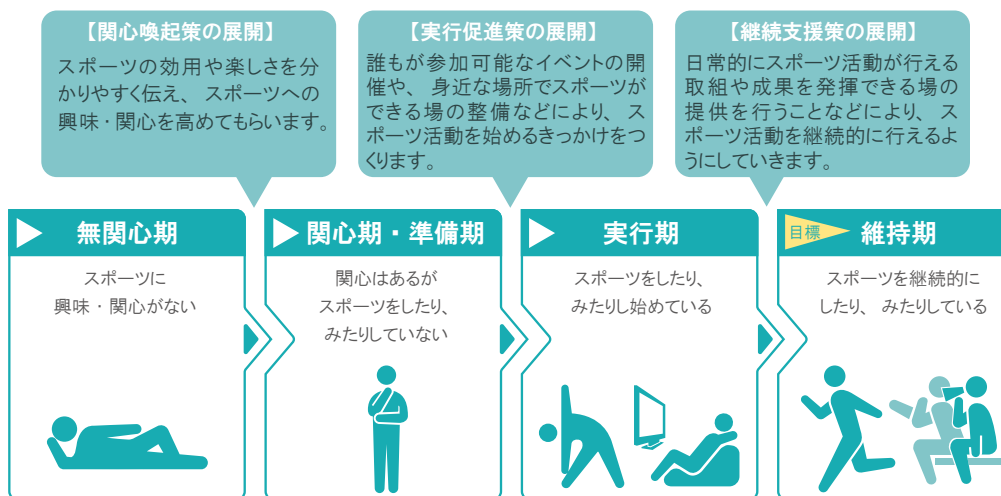 【関心喚起策の展開】
スポーツの効用や楽しさを分
かりやすく伝え、スポーツへの
興味・関心を高めてもらいます。
【実行促進策の展開】
誰もが参加可能なイベントの開
催や、身近な場所でスポーツが
できる場の整備などにより、ス
ポーツ活動を始めるきっかけをつ
くります。
【継続支援策の展開】
日常的にスポーツ活動が行える
取組や成果を発揮できる場の
提供を行うことなどにより、ス
ポーツ活動を継続的に行えるよ
うにしていきます。
無関心期
スポーツに
興味・関心がない
関心期・準備期
関心はあるが
スポーツをしたり、
みたりしていない
実行期
スポーツをしたり、
みたりし始めている
目標
維持期
スポーツを継続的に
したり、みたりしている